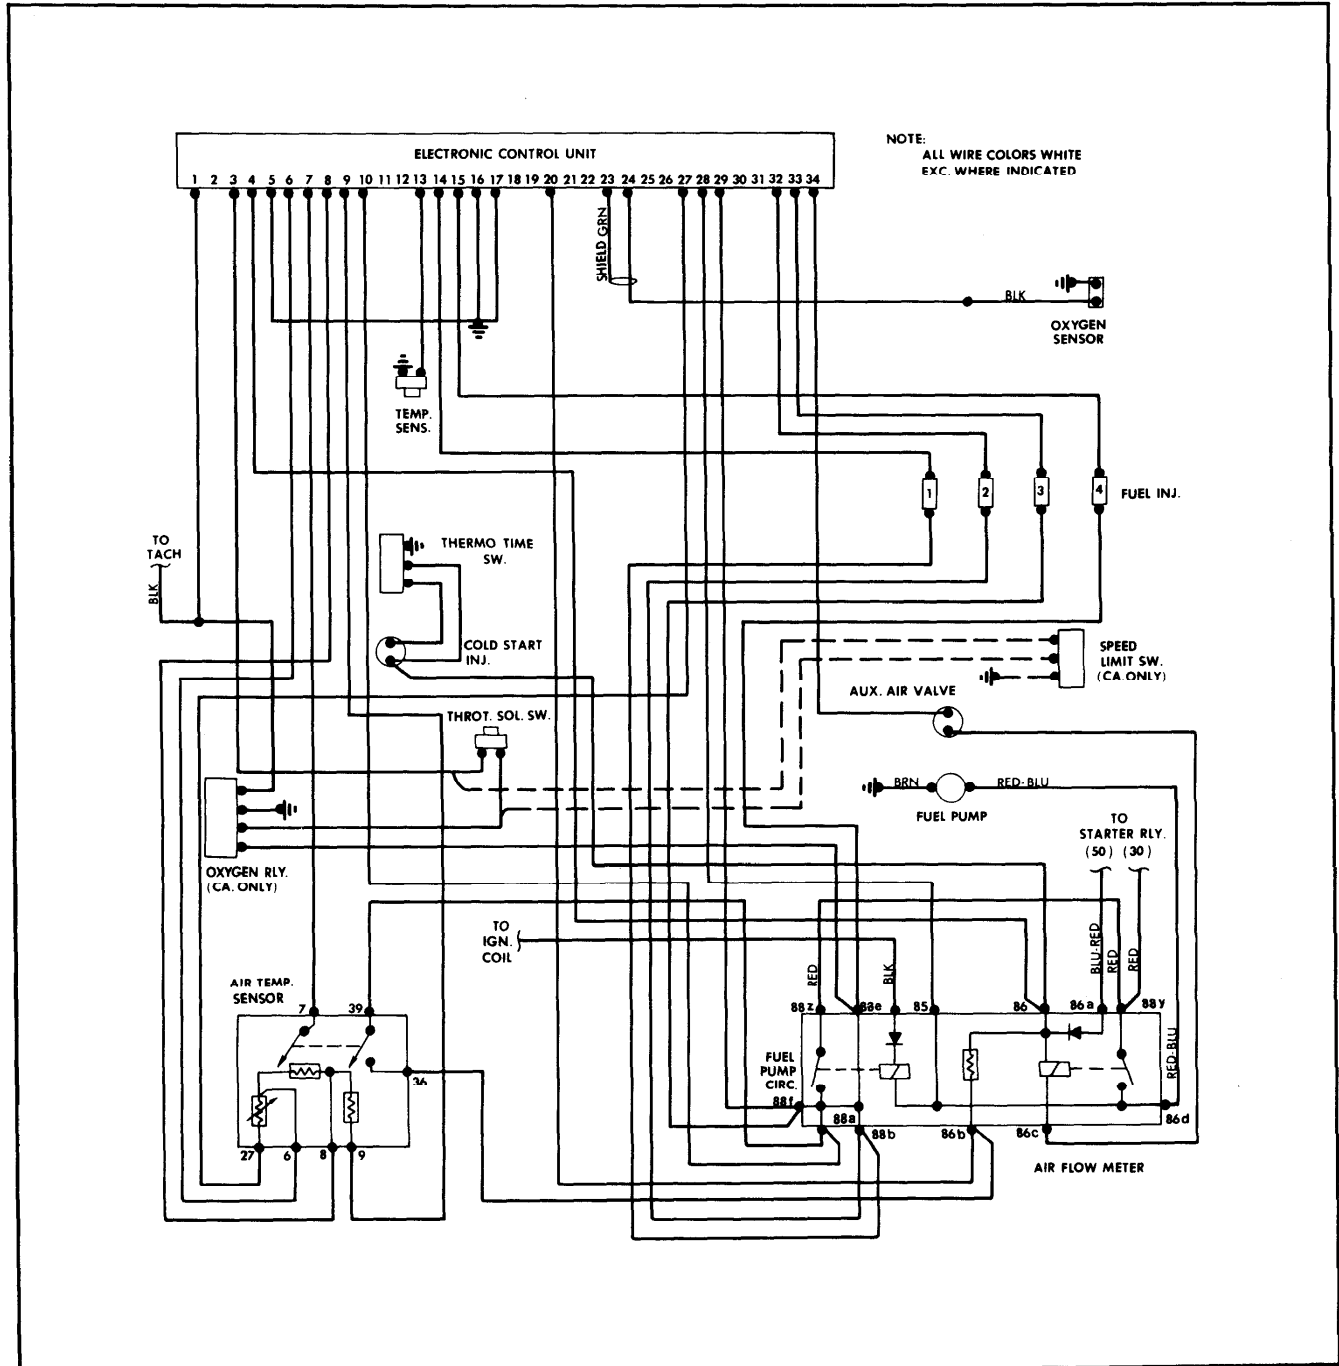 NOTE:
ALL WIRE COLORS WHITE
EXC. WHERE INDICATED
ELECTRONIC CONTROL UNIT
1 2 3 4 5 6 7 8 9 10 11 12 13 14 15 16 17 18 19 20 21 22 23 24 25 26 27 28 29 30 31 32 33 34
SHIELD GRN
BLK
OXYGEN
SENSOR
TEMP.
SENS.
1
2
3
4
FUEL INJ.
TO
TACH
BLK
THERMO TIME
SW.
COLD START
INJ.
SPEED
LIMIT SW.
(CA.ONLY)
AUX. AIR VALVE
THROT. SOL. SW.
BRN
RED-BLU
FUEL PUMP
TO
STARTER RLY.
(50) (30)
OXYGEN RLY.
(CA. ONLY)
TO
IGN.
COIL
RED
BLK
BLU-RED
RED
RED
AIR TEMP.
SENSOR
7
39
36
27
6
8
9
88z
88e
85
86
86a
88y
RED-BLU
FUEL
PUMP
CIRC.
88f
88a
88b
86b
86c
86d
AIR FLOW METER